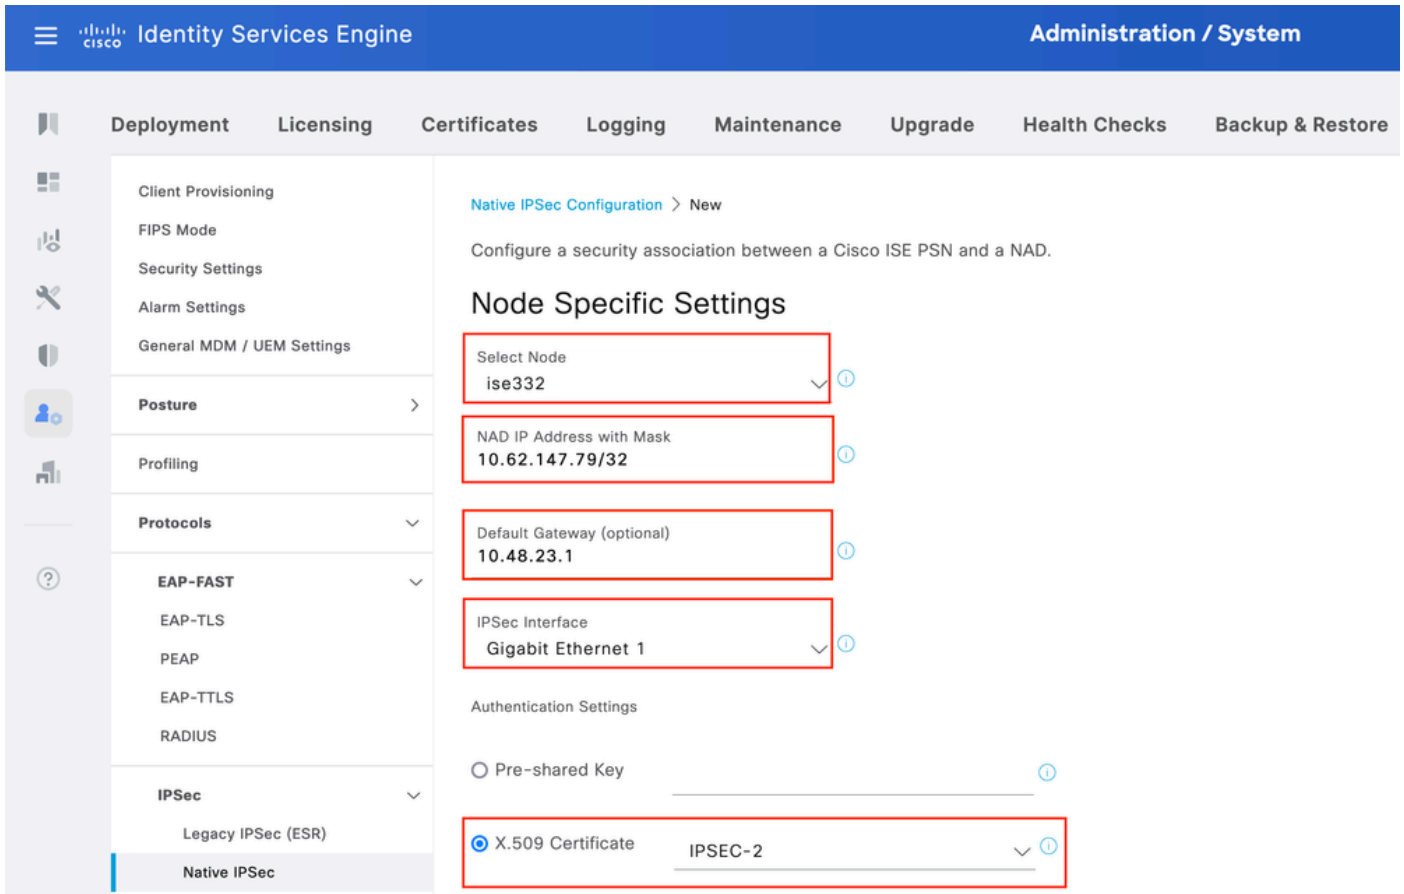 cisco Identity Services Engine
Administration / System
Deployment Licensing Certificates Logging Maintenance Upgrade Health Checks Backup & Restore
Client Provisioning
FIPS Mode
Security Settings
Alarm Settings
General MDM / UEM Settings
Posture
Profiling
Protocols
EAP-FAST
EAP-TLS
PEAP
EAP-TTLS
RADIUS
IPSec
Legacy IPSec (ESR)
Native IPSec
Native IPSec Configuration > New
Configure a security association between a Cisco ISE PSN and a NAD.
Node Specific Settings
Select Node
ise332
NAD IP Address with Mask
10.62.147.79/32
Default Gateway (optional)
10.48.23.1
IPSec Interface
Gigabit Ethernet 1
Authentication Settings
Pre-shared Key
X.509 Certificate IPSEC-2